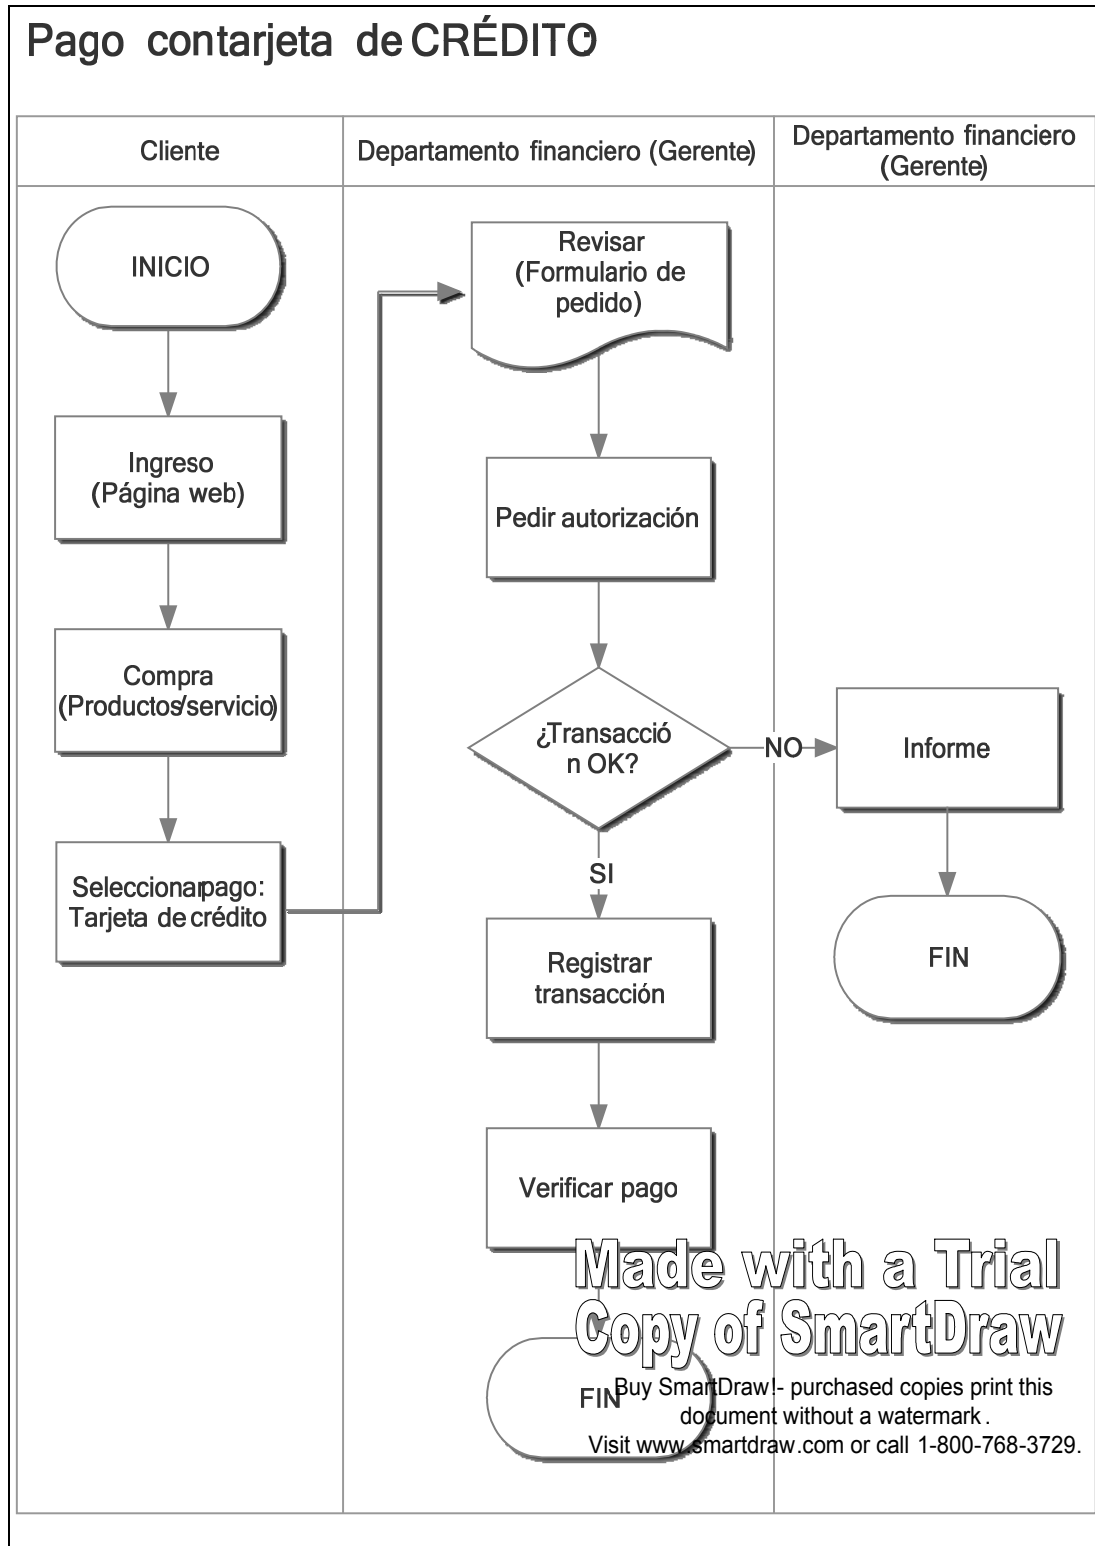 Pago contarjeta de CRÉDITO
Cliente
Departamento financiero (Gerente)
Departamento financiero
(Gerente)
INICIO
Ingreso
(Página web)
Compra
(Productos/servicio)
Seleccionarpago:
Tarjeta de crédito
Revisar
(Formulario de
pedido)
Pedir autorización
¿Transacció
n OK?
NO
Informe
FIN
SI
Registrar
transacción
Verificar pago
FIN
Made with a Trial
Copy of SmartDraw
Buy SmartDraw!- purchased copies print this
document without a watermark .
Visit www.smartdraw.com or call 1-800-768-3729.